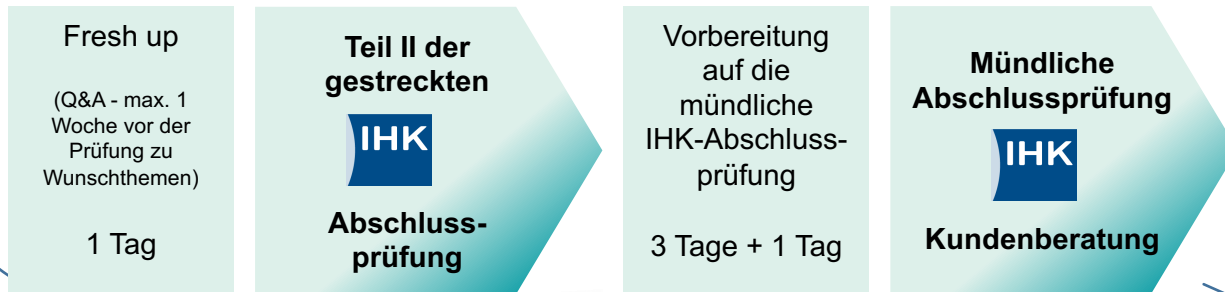 Fresh up
(Q&A - max. 1
Woche vor der
Prüfung zu
Wunschthemen)
1 Tag
Teil II der
gestreckten
IHK
Abschluss-
prüfung
Vorbereitung
auf die
mündliche
IHK-Abschluss-
prüfung
3 Tage + 1 Tag
Mündliche
Abschlussprüfung
IHK
Kundenberatung